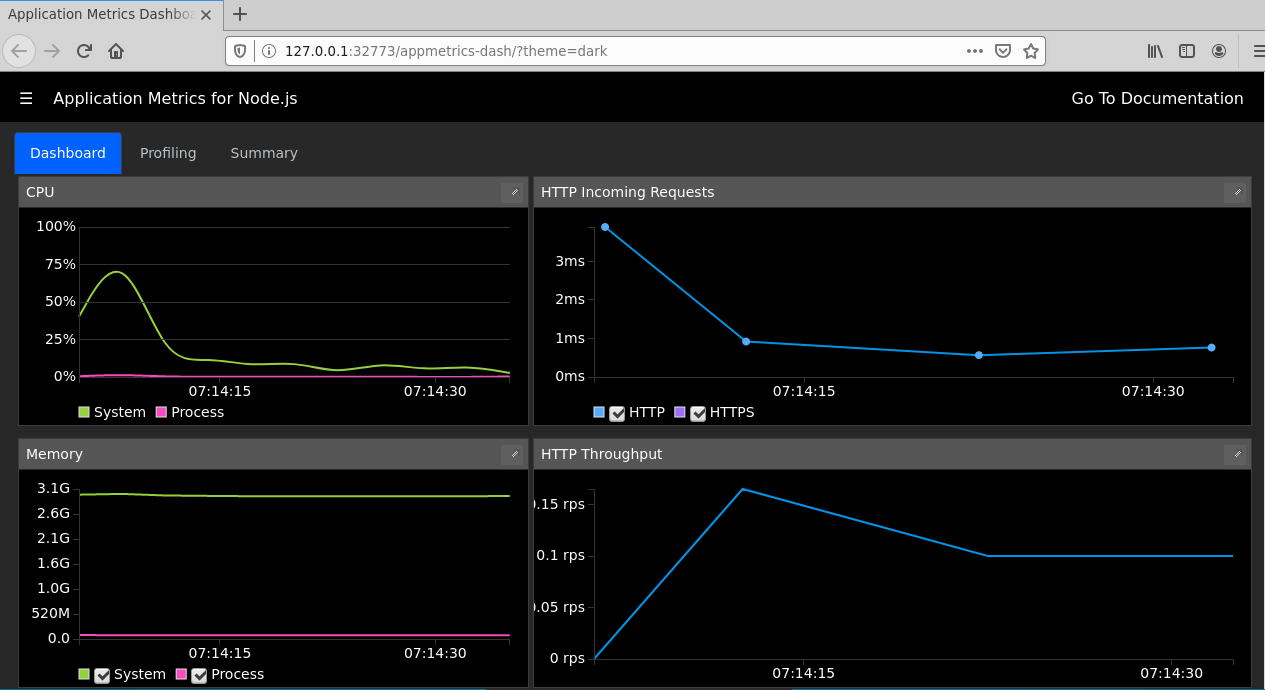 Application Metrics Dashbo
127.0.0.1:32773/appmetrics-dash/?theme=dark
Application Metrics for Node.js
Go To Documentation
Dashboard Profiling Summary
CPU
100%
75%
50%
25%
0%
07:14:15 07:14:30
System Process
HTTP Incoming Requests
3ms
2ms
1ms
0ms
07:14:15 07:14:30
HTTP HTTPS
Memory
3.1G
2.6G
2.1G
1.6G
1.0G
520M
0.0
07:14:15 07:14:30
System Process
HTTP Throughput
0.15 rps
0.1 rps
0.05 rps
0 rps
07:14:15 07:14:30